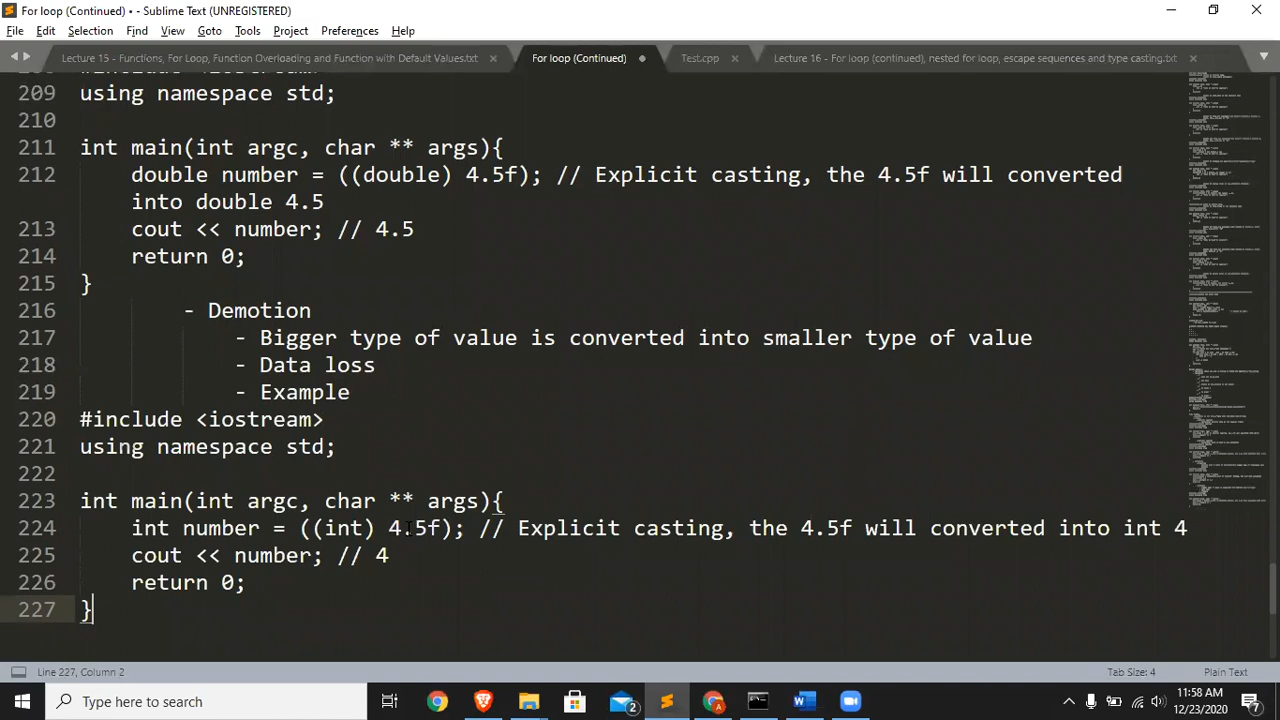 For loop (Continued) • - Sublime Text (UNREGISTERED)
File Edit Selection Find View Goto Tools Project Preferences Help
Lecture 15 - Functions, For Loop, Function Overloading and Function with Default Values.txt For loop (Continued) Test.cpp Lecture 16 - For loop (continued), nested for loop, escape sequences and type casting.txt
209 using namespace std;
210
211 int main(int argc, char ** args){
212 double number = ((double) 4.5f); // Explicit casting, the 4.5f will converted
into double 4.5
213 cout << number; // 4.5
214 return 0;
215 }
216 - Demotion
217 - Bigger type of value is converted into smaller type of value
218 - Data loss
219 - Example
220 #include <iostream>
221 using namespace std;
222
223 int main(int argc, char ** args){
224 int number = ((int) 4.5f); // Explicit casting, the 4.5f will converted into int 4
225 cout << number; // 4
226 return 0;
227 }
Line 227, Column 2 Tab Size: 4 Plain Text
Type here to search
2
11:58 AM
12/23/2020
7